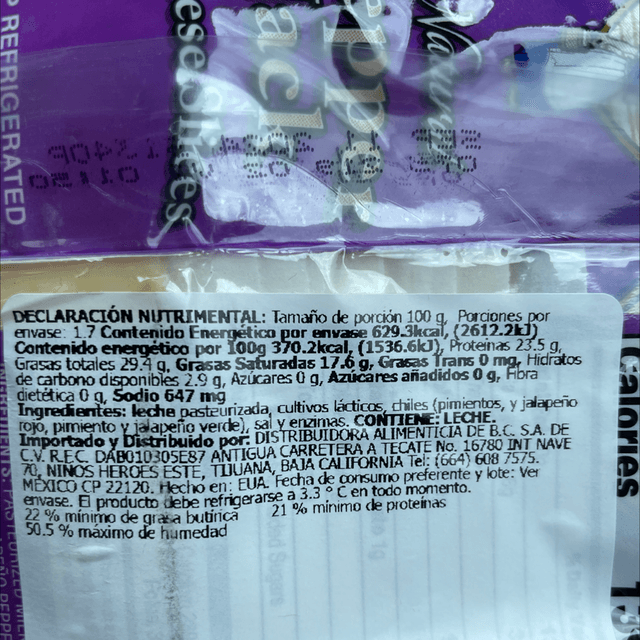 REFRIGERATED
Natural
pper
ack
ese slices
DECLARACIÓN NUTRIMENTAL: Tamaño de porción 100 g, Porciones por
envase: 1.7 Contenido Energético por envase 629.3kcal, (2612.2kJ)
Contenido energético por 100g 370.2kcal, (1536.6kJ), Proteínas 23.5 g,
Grasas totales 29.4 g, Grasas Saturadas 17.6 g, Grasas Trans 0 mg, Hidratos
de carbono disponibles 2.9 g, Azúcares 0 g, Azúcares añadidos 0 g, Fibra
dietética 0 g, Sodio 647 mg
Ingredientes: leche pasteurizada, cultivos lácticos, chiles (pimientos, y jalapeño
rojo, pimiento y jalapeño verde), sal y enzimas. CONTIENE: LECHE.
Importado y Distribuido por: DISTRIBUIDORA ALIMENTICIA DE B.C. S.A. DE
C.V. R.F.C. DAB010305E87 ANTIGUA CARRETERA A TECATE No. 16780 INT NAVE
70, NIÑOS HEROES ESTE, TIJUANA, BAJA CALIFORNIA Tel: (664) 608 7575.
MÉXICO CP 22120. Hecho en: EUA. Fecha de consumo preferente y lote: Ver
envase. El producto debe refrigerarse a 3.3 ° C en todo momento.
22 % mínimo de grasa butírica 21 % mínimo de proteínas
50.5 % máximo de humedad
Calories